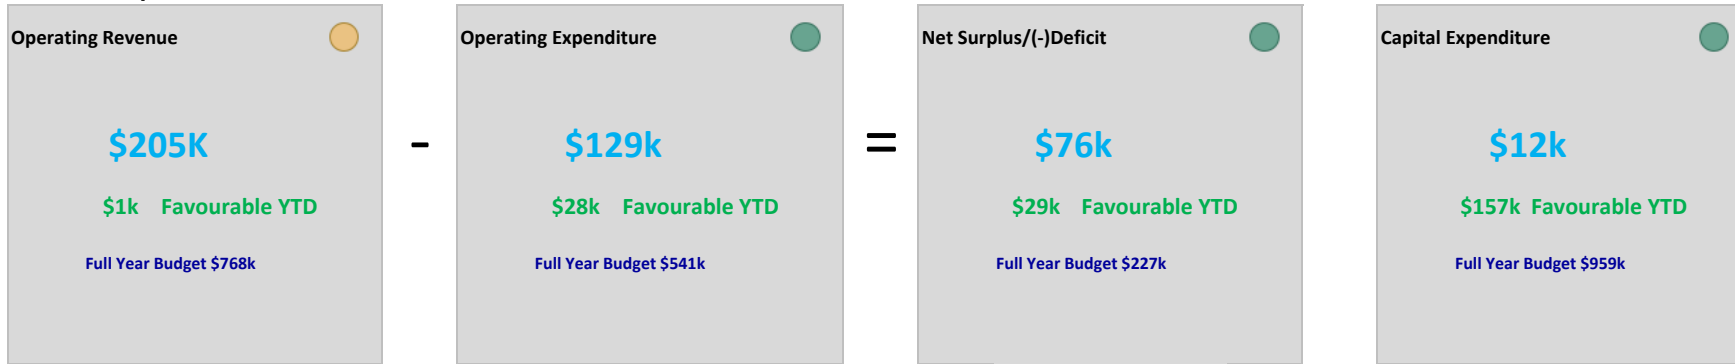 Operating Revenue
$205K
$1k Favourable YTD
Full Year Budget $768k
-
Operating Expenditure
$129k
$28k Favourable YTD
Full Year Budget $541k
=
Net Surplus/(-)Deficit
$76k
$29k Favourable YTD
Full Year Budget $227k
Capital Expenditure
$12k
$157k Favourable YTD
Full Year Budget $959k